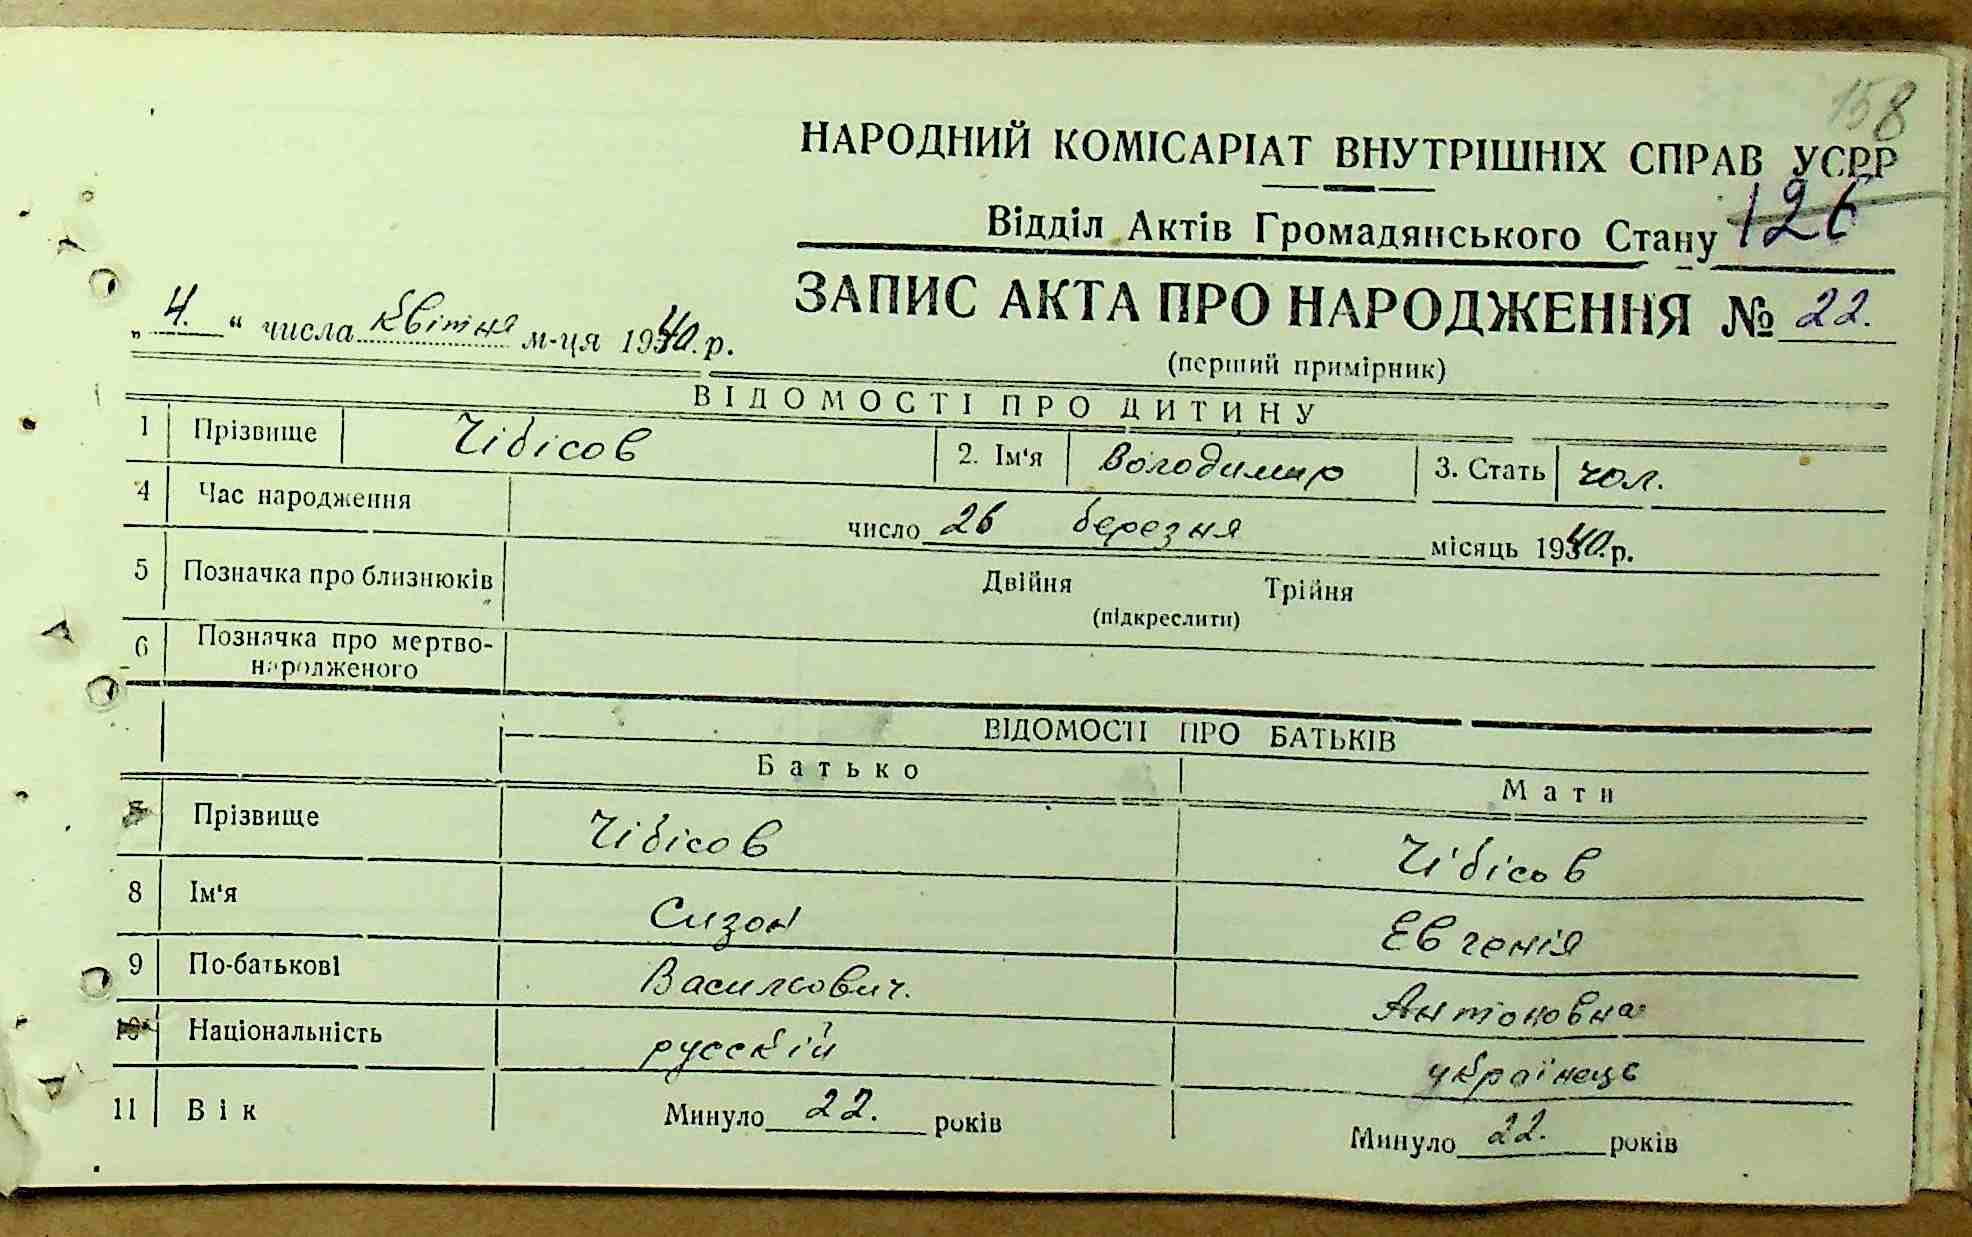 158
НАРОДНИЙ КОМІСАРІАТ ВНУТРІШНІХ СПРАВ УСРР
Відділ Актів Громадянського Стану 126
„4.“ числа квітня м-ця 1940.р.
ЗАПИС АКТА ПРО НАРОДЖЕННЯ № 22.
(перший примірник)
ВІДОМОСТІ ПРО ДИТИНУ
1 Прізвище Чібісов 2. Ім'я Володимир 3. Стать чол.
4 Час народження число 26 березня місяць 1940.р.
5 Позначка про близнюків Двійня Трійня
(підкреслити)
6 Позначка про мертво-
народженого
ВІДОМОСТІ ПРО БАТЬКІВ
Батько Мати
Прізвище Чібісов Чібісов
8 Ім'я Сизон Евгенія
9 По-батькові Василєович. Антоновна
10 Національність русскій українець
11 Вік Минуло 22. років Минуло 22. років